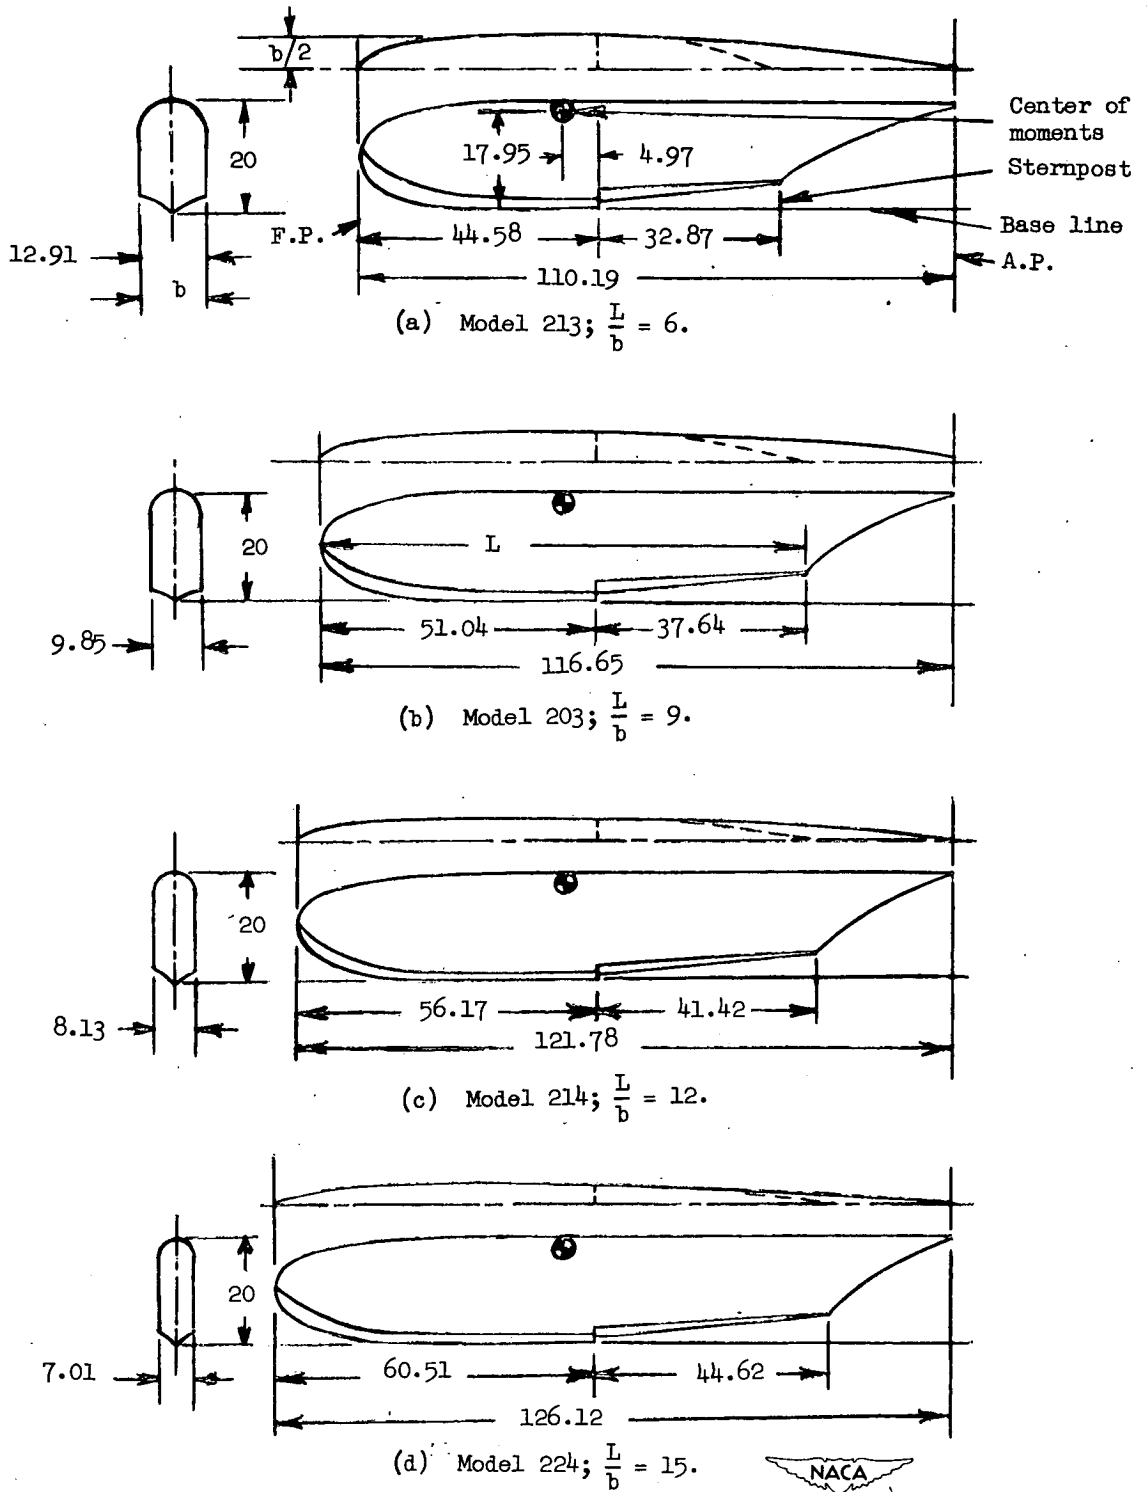 b/2
Center of
moments
20
17.95
4.97
Sternpost
F.P.
44.58
32.87
Base line
12.91
A.P.
b
110.19
(a) Model 213; L/b = 6.
20
L
9.85
51.04
37.64
116.65
(b) Model 203; L/b = 9.
20
8.13
56.17
41.42
121.78
(c) Model 214; L/b = 12.
20
7.01
60.51
44.62
126.12
(d) Model 224; L/b = 15.
NACA